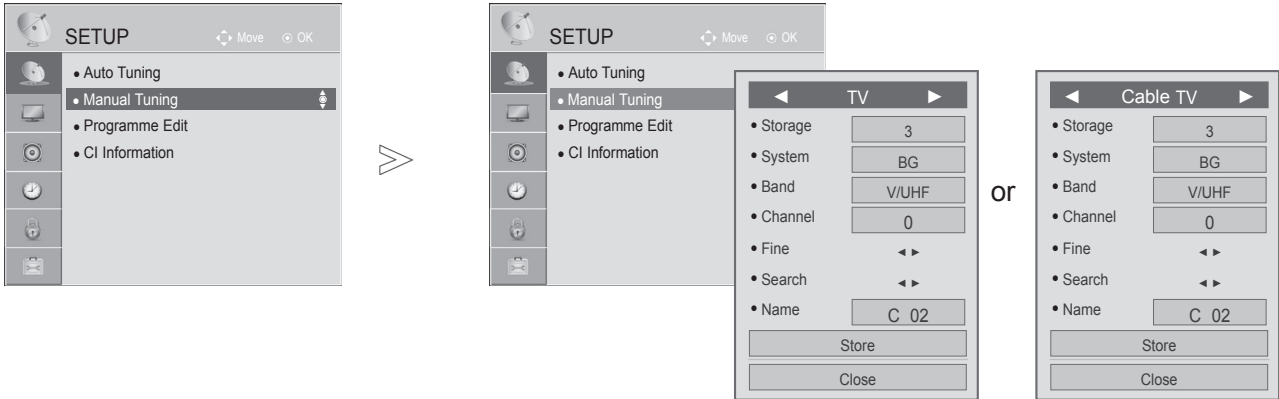 SETUP
Move OK
• Auto Tuning
• Manual Tuning
• Programme Edit
• CI Information
SETUP
Move OK
• Auto Tuning
• Manual Tuning
• Programme Edit
• CI Information
◄ TV ►
• Storage 3
• System BG
• Band V/UHF
• Channel 0
• Fine ◄ ►
• Search ◄ ►
• Name C 02
Store
Close
or
◄ Cable TV ►
• Storage 3
• System BG
• Band V/UHF
• Channel 0
• Fine ◄ ►
• Search ◄ ►
• Name C 02
Store
Close